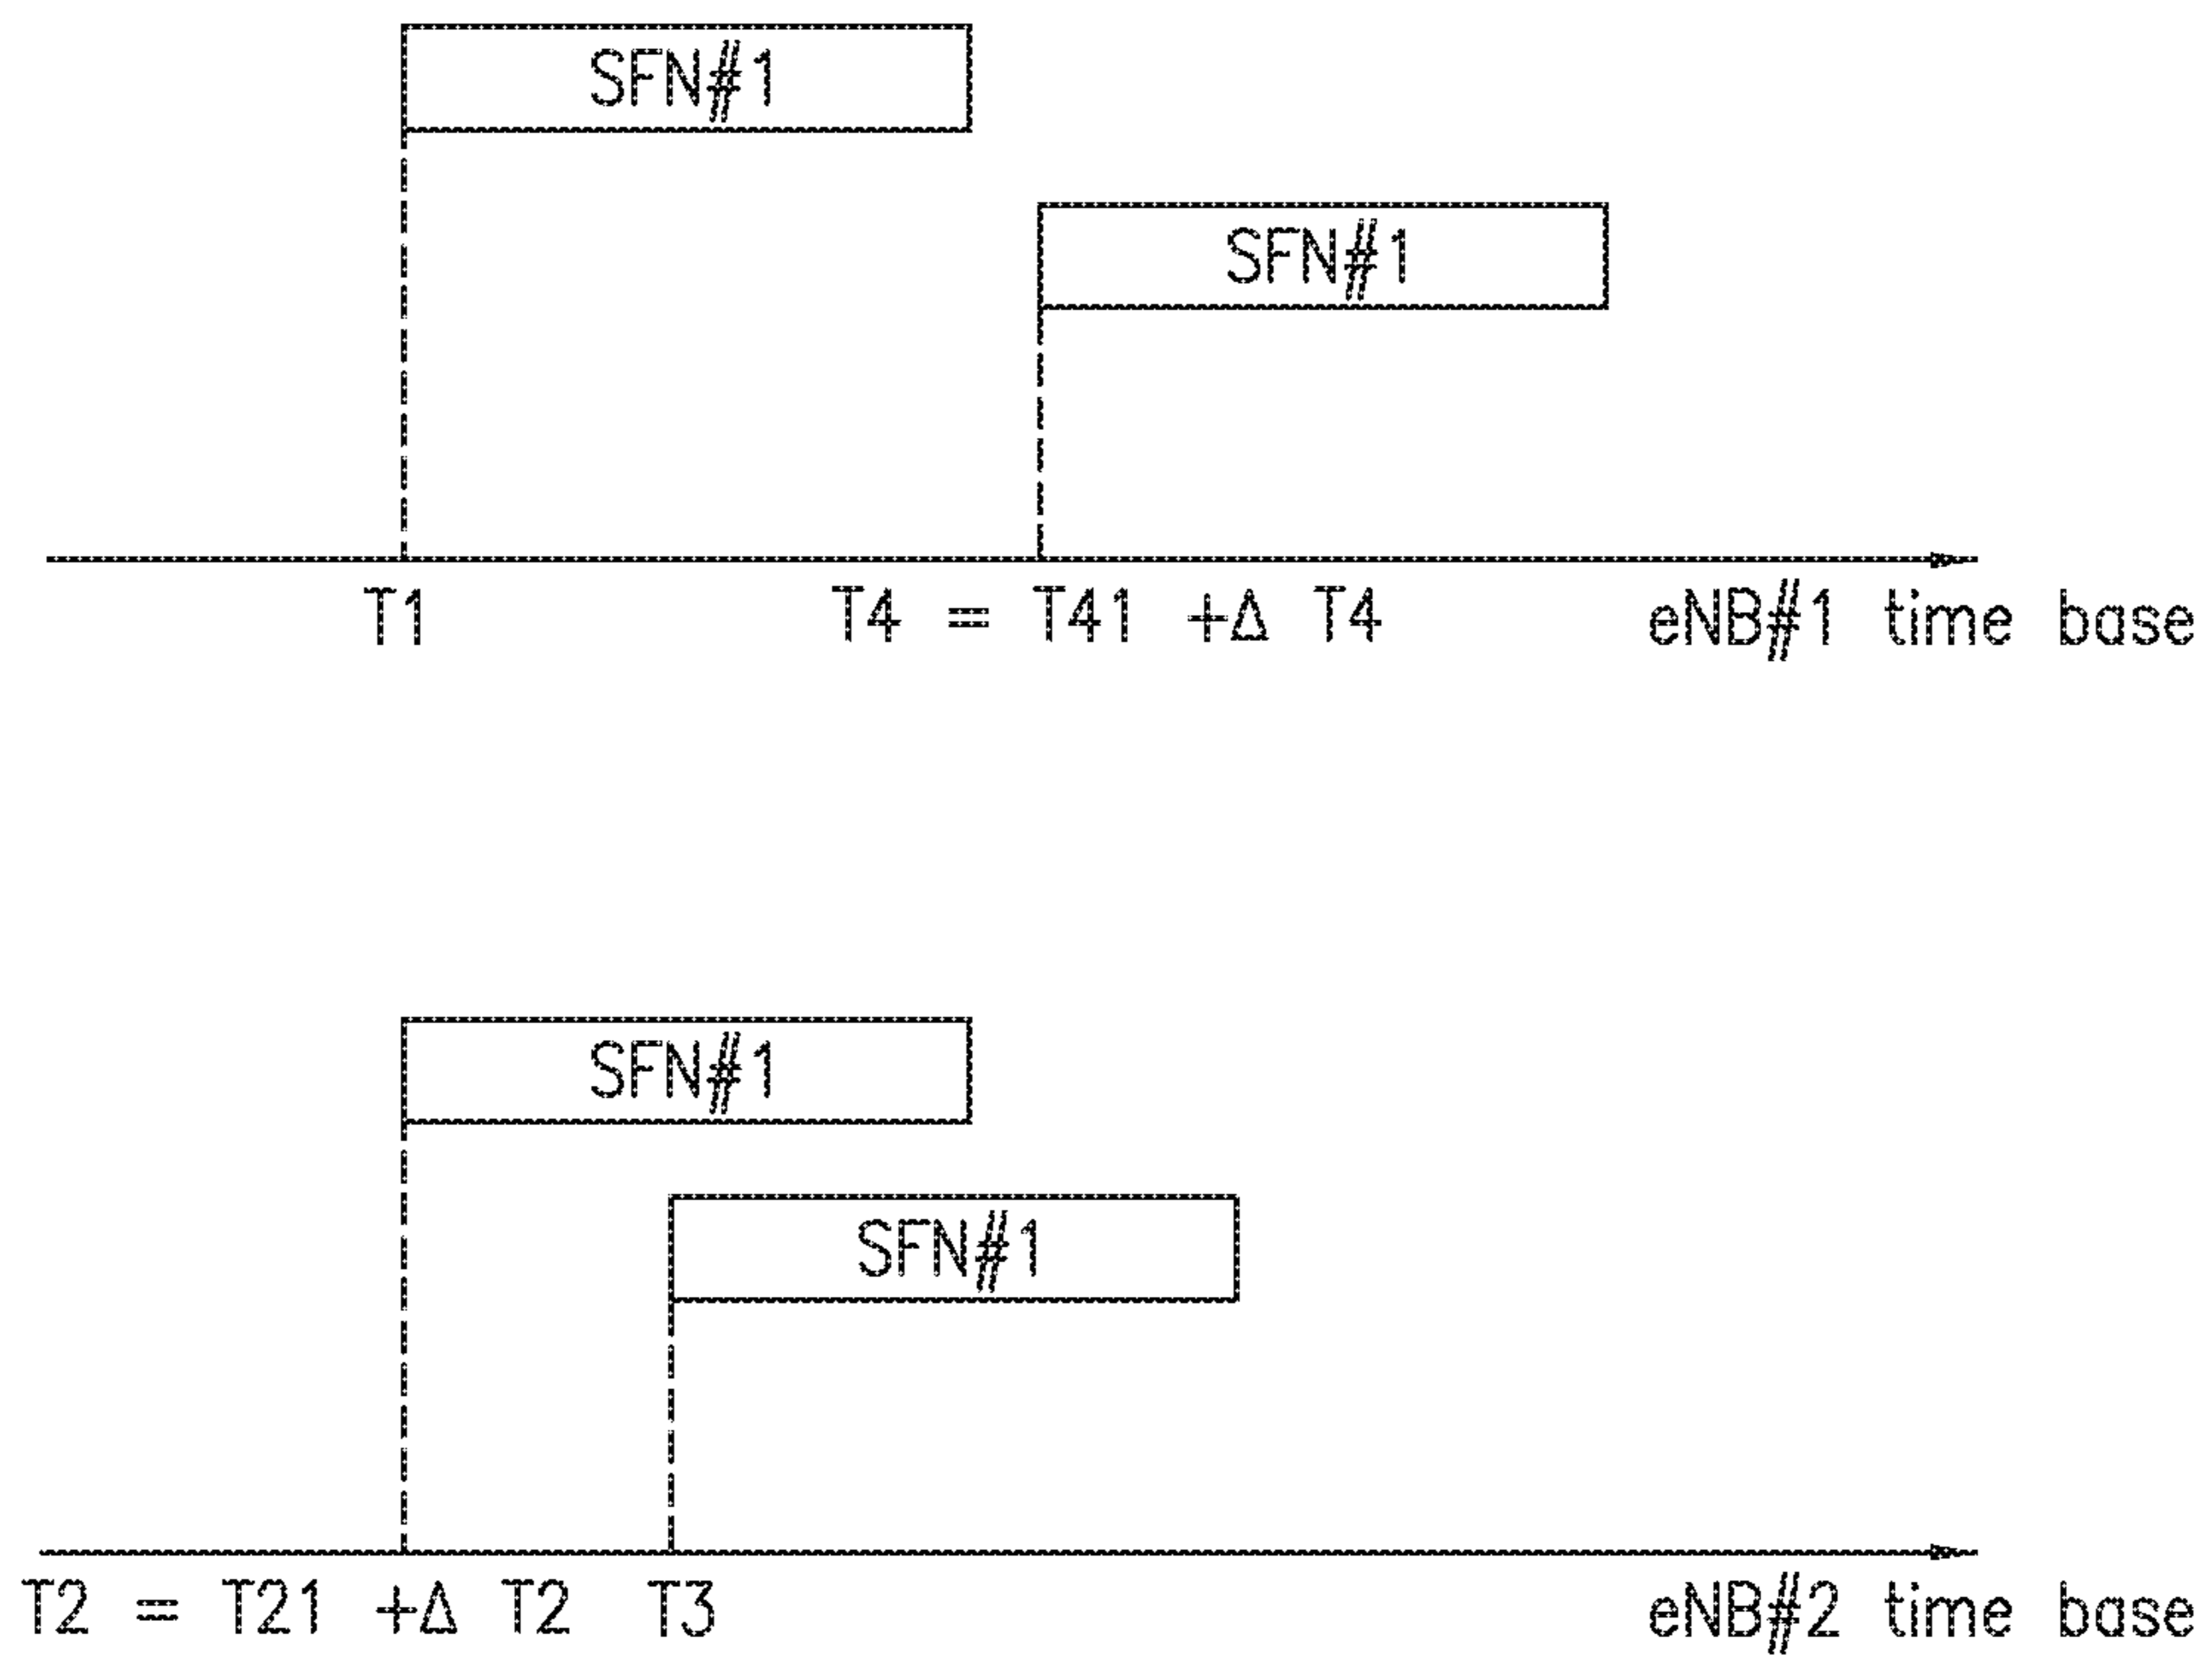 SFN#1
SFN#1
T1 T4 = T41 +Δ T4 eNB#1 time base
SFN#1
SFN#1
T2 = T21 +Δ T2 T3 eNB#2 time base